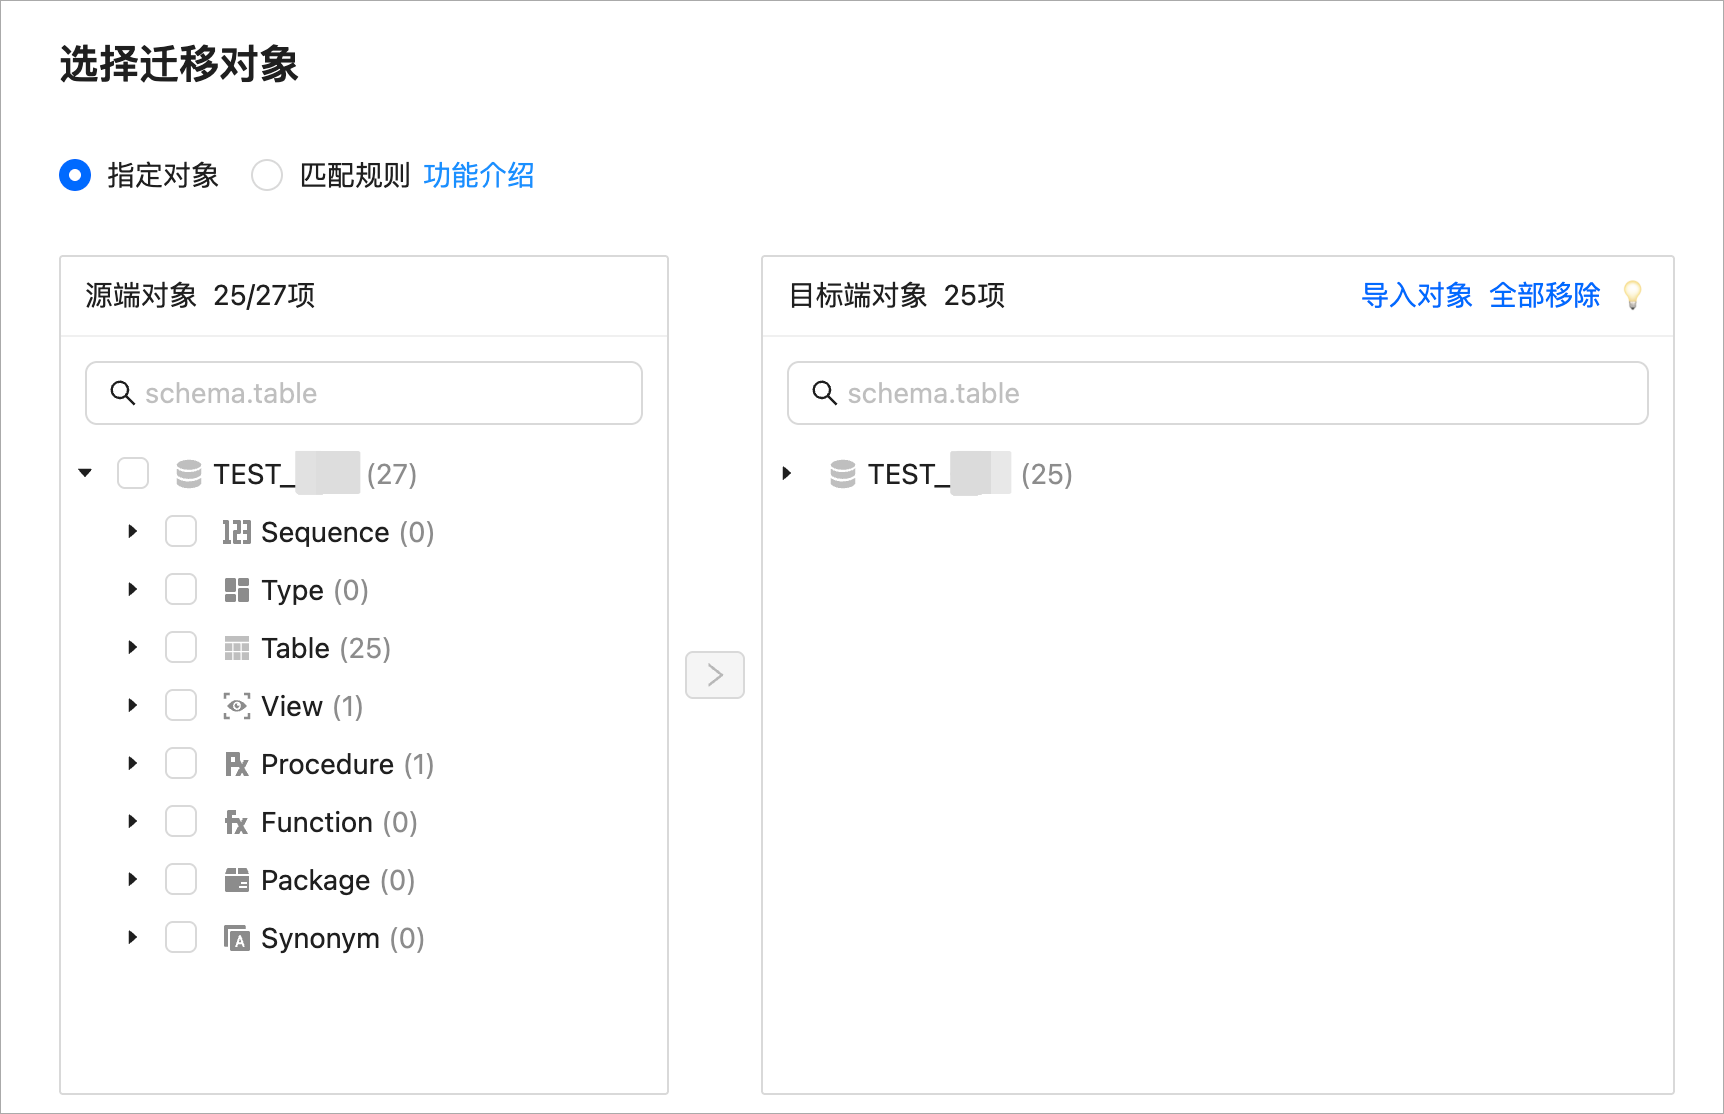 选择迁移对象
指定对象 匹配规则 功能介绍
源端对象 25/27项
schema.table
TEST_ (27)
Sequence (0)
Type (0)
Table (25)
View (1)
Procedure (1)
Function (0)
Package (0)
Synonym (0)
目标端对象 25项 导入对象 全部移除
schema.table
TEST_ (25)